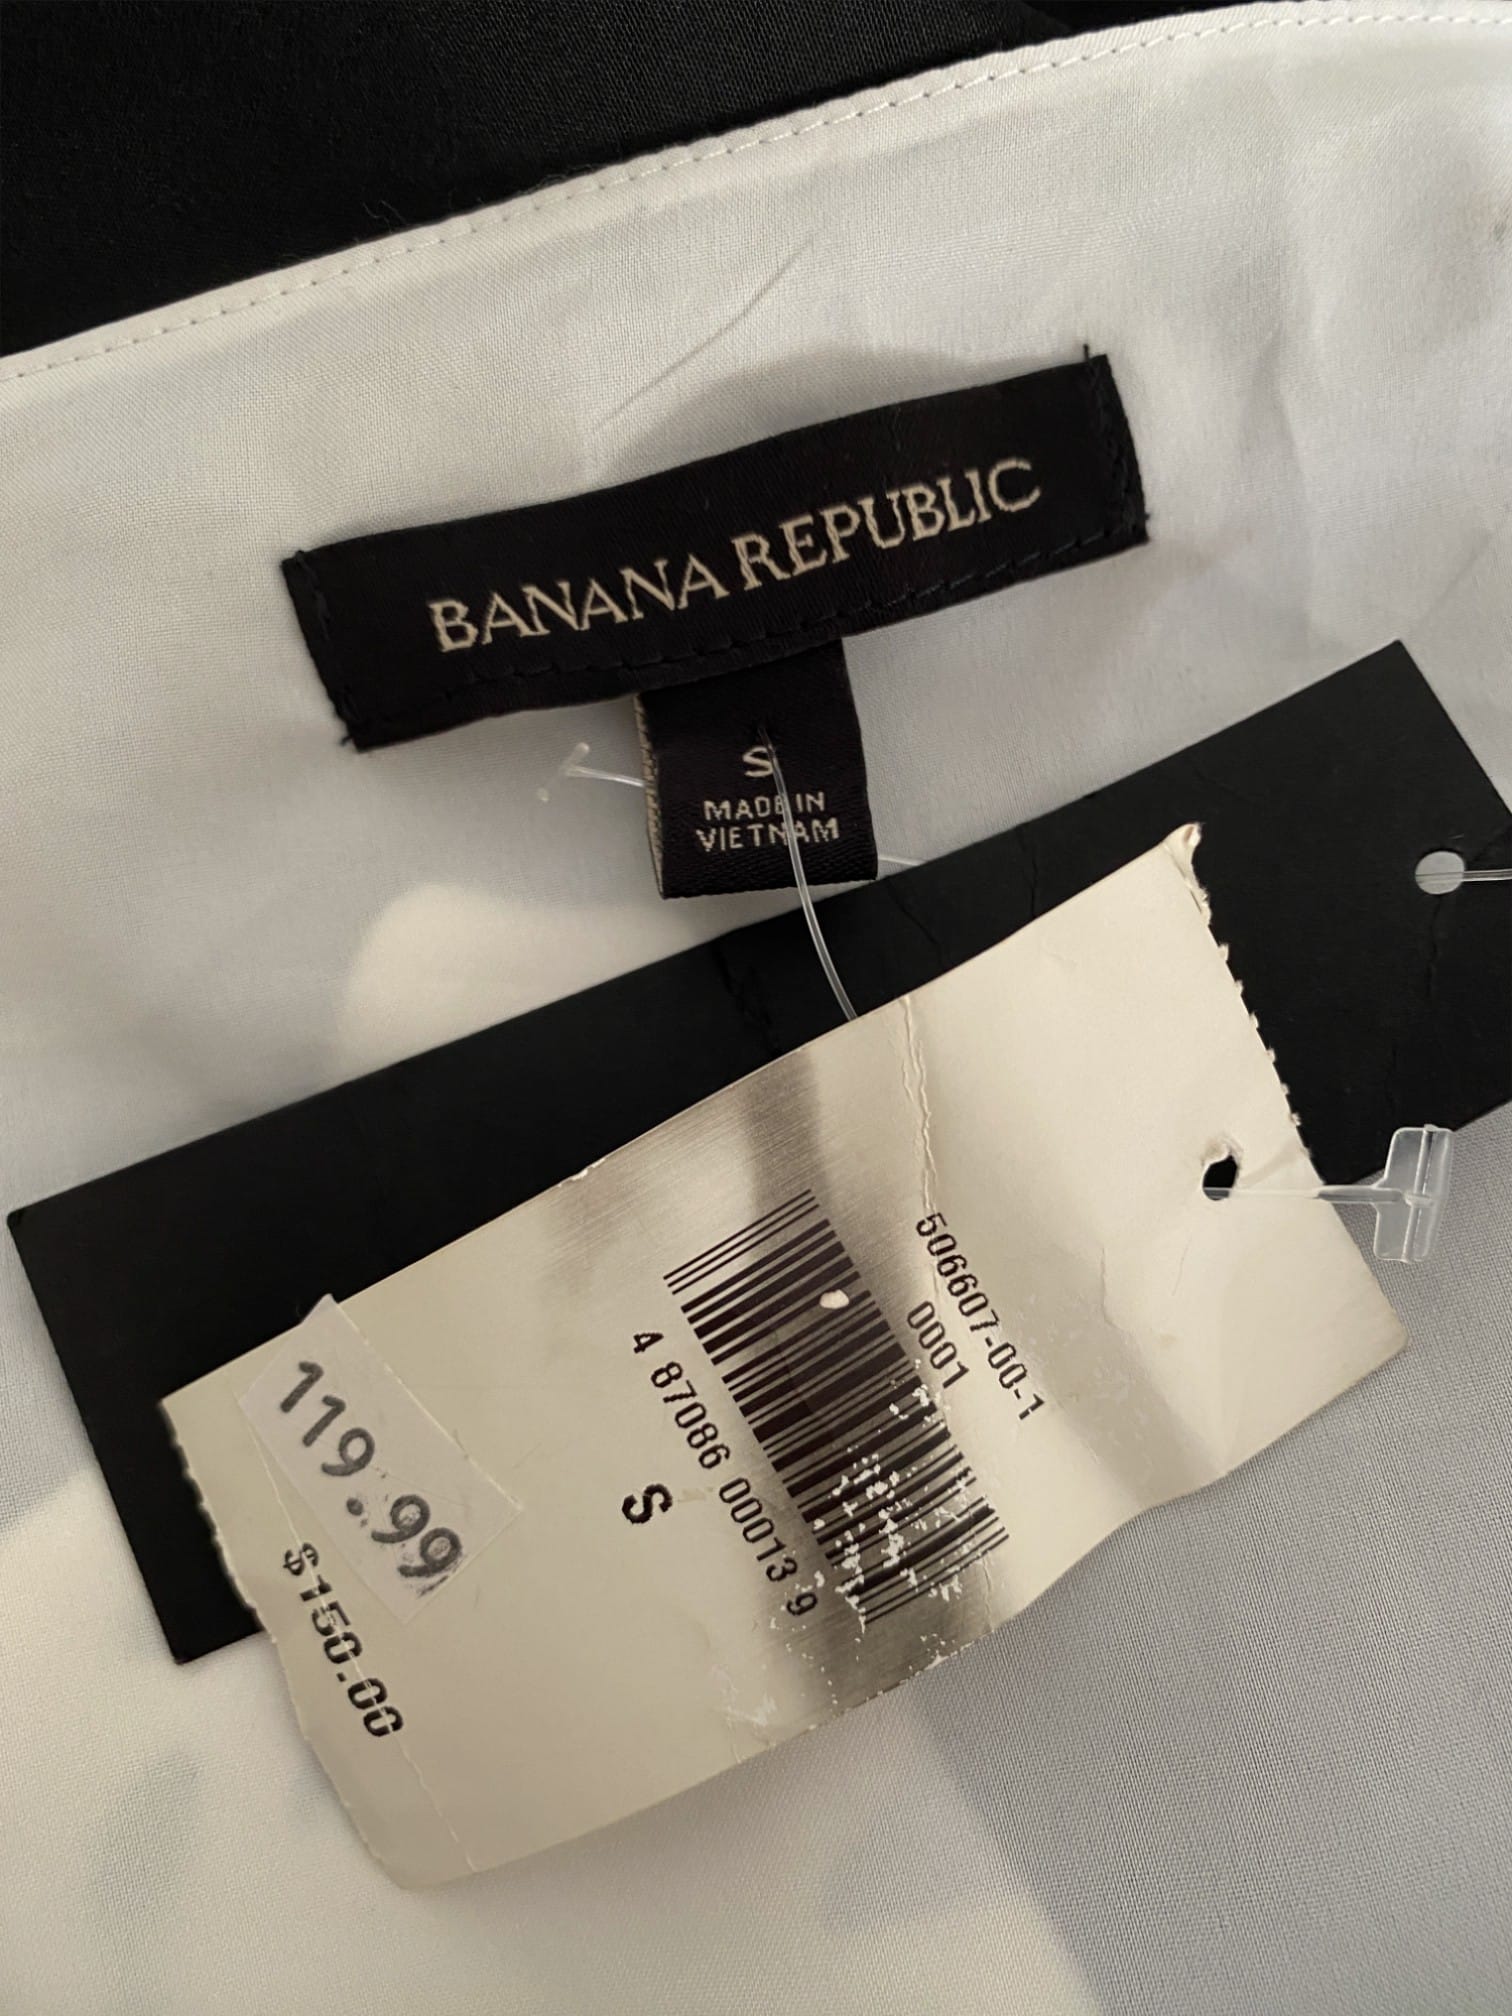 BANANA REPUBLIC
S
MADE IN
VIETNAM
506607-00-1
0001
4 87086 00013 9
S
119.99
$150.00